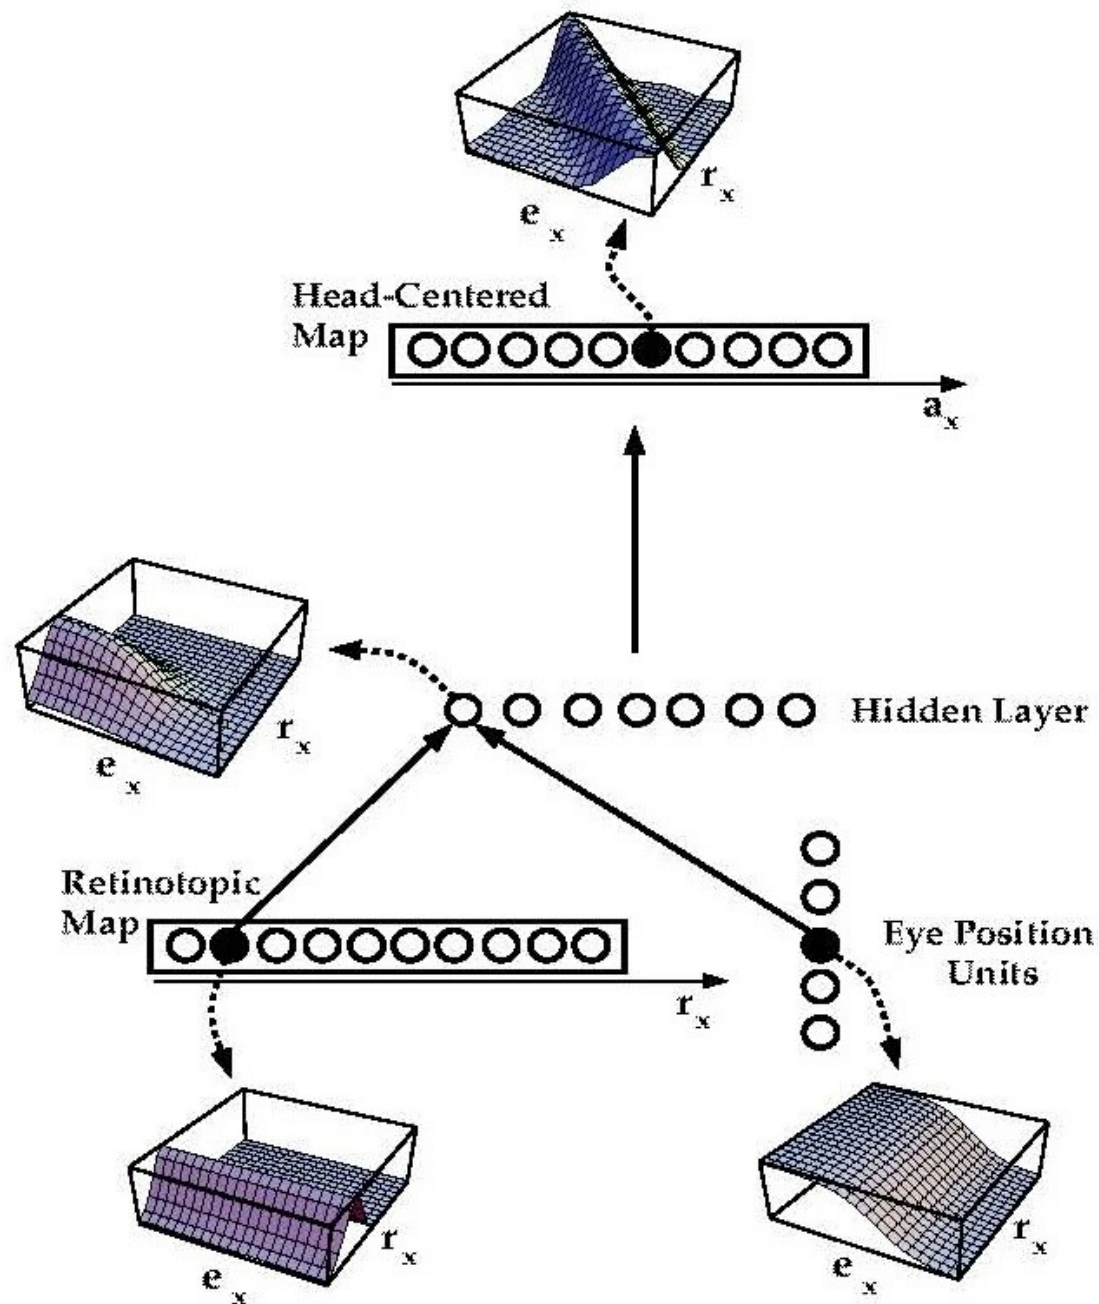 r x
e x
Head-Centered
Map
a x
Hidden Layer
r x
e x
Retinotopic
Map
Eye Position
Units
r x
r x
e x
r x
e x